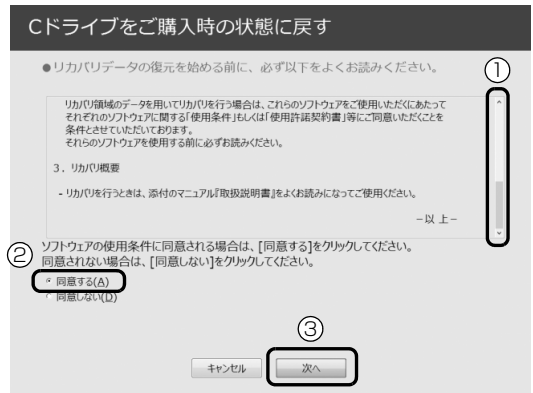 Cドライブをご購入時の状態に戻す
●リカバリデータの復元を始める前に、必ず以下をよくお読みください。
①
リカバリ領域のデータを用いてリカバリを行う場合は、これらのソフトウェアをご使用いただくにあたって
それぞれのソフトウェアに関する「使用条件」もしくは「使用許諾契約書」等にご同意いただくことを
条件とさせていただいております。
それらのソフトウェアを使用する前に必ずお読みください。
3. リカバリ概要
- リカバリを行うときは、添付のマニュアル『取扱説明書』をよくお読みになってご使用ください。
－以 上－
ソフトウェアの使用条件に同意される場合は、[同意する]をクリックしてください。
② 同意されない場合は、[同意しない]をクリックしてください。
同意する(A)
同意しない(D)
③
キャンセル 次へ